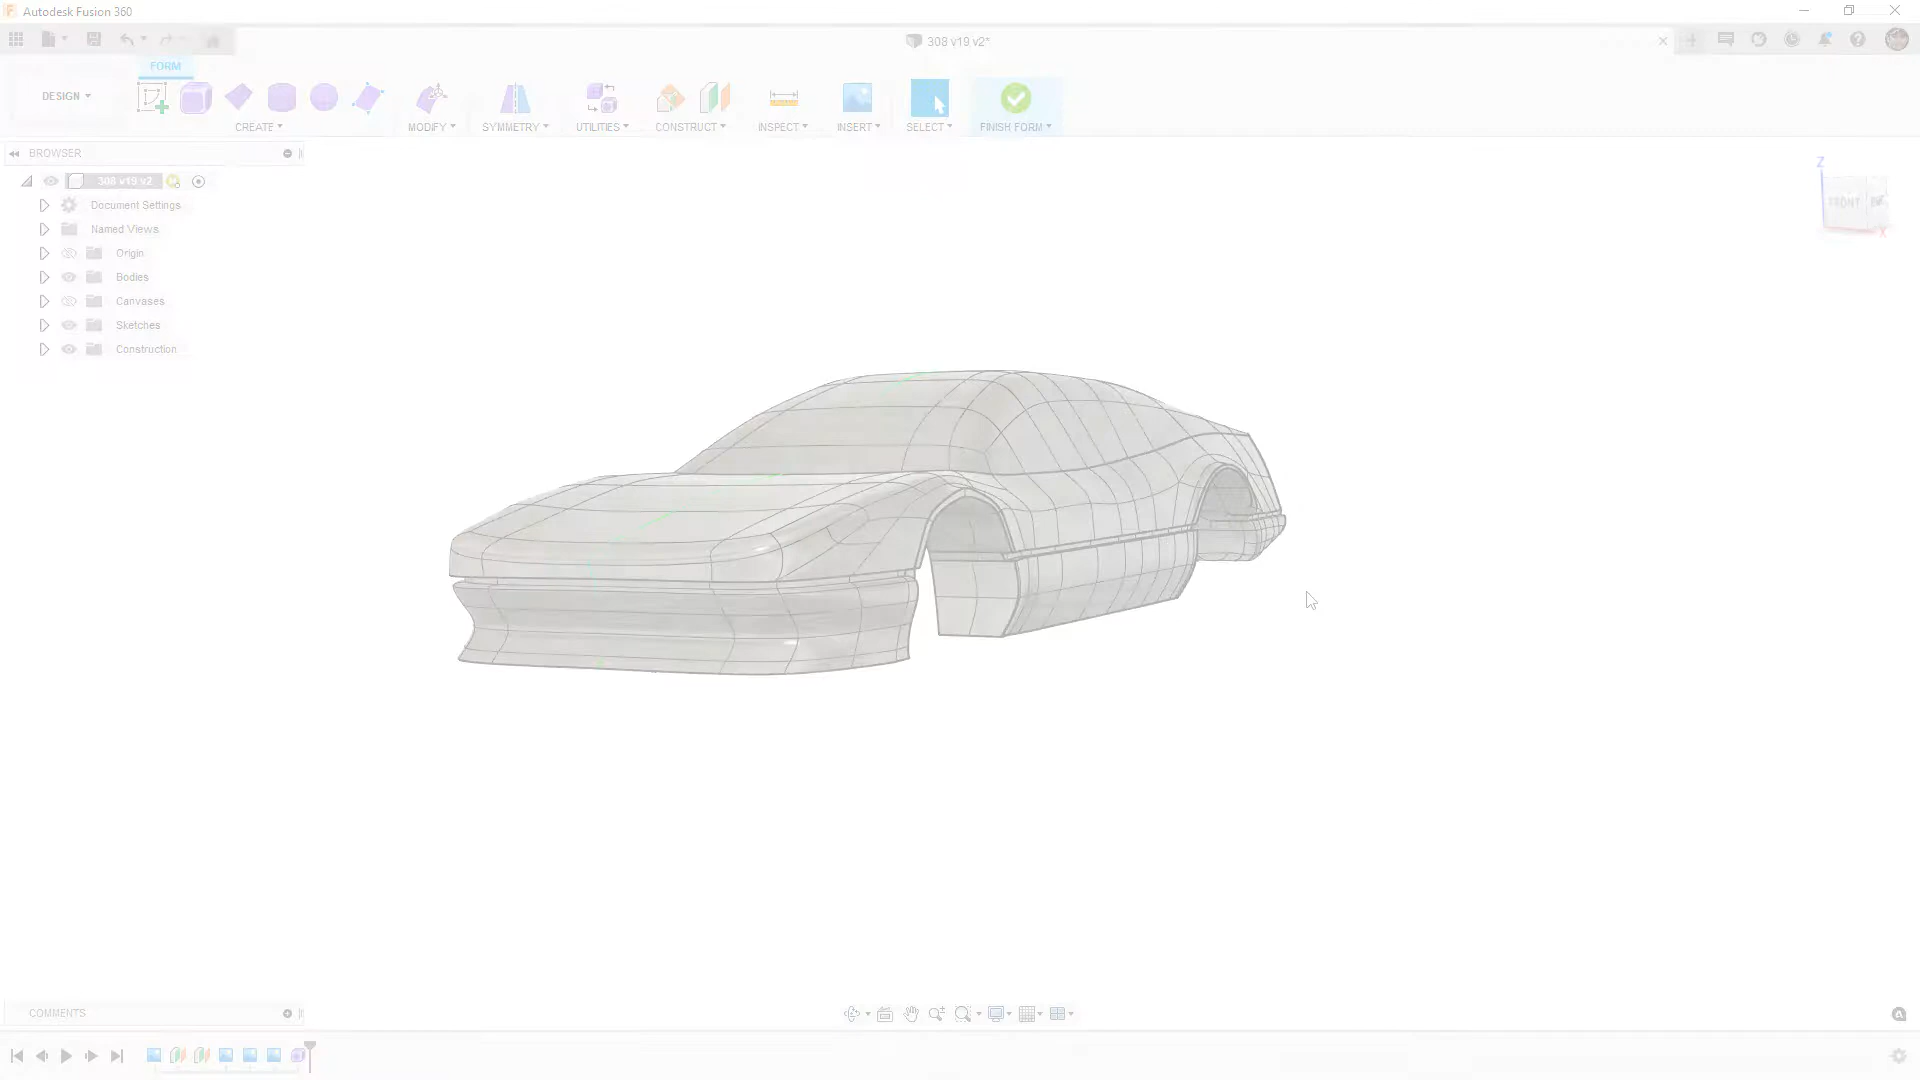 Autodesk Fusion 360
308 v19 v2*
FORM
DESIGN
CREATE
MODIFY
SYMMETRY
UTILITIES
CONSTRUCT
INSPECT
INSERT
SELECT
FINISH FORM
BROWSER
308 v19 v2
Document Settings
Named Views
Origin
Bodies
Canvases
Sketches
Construction
Z
FRONT
X
COMMENTS